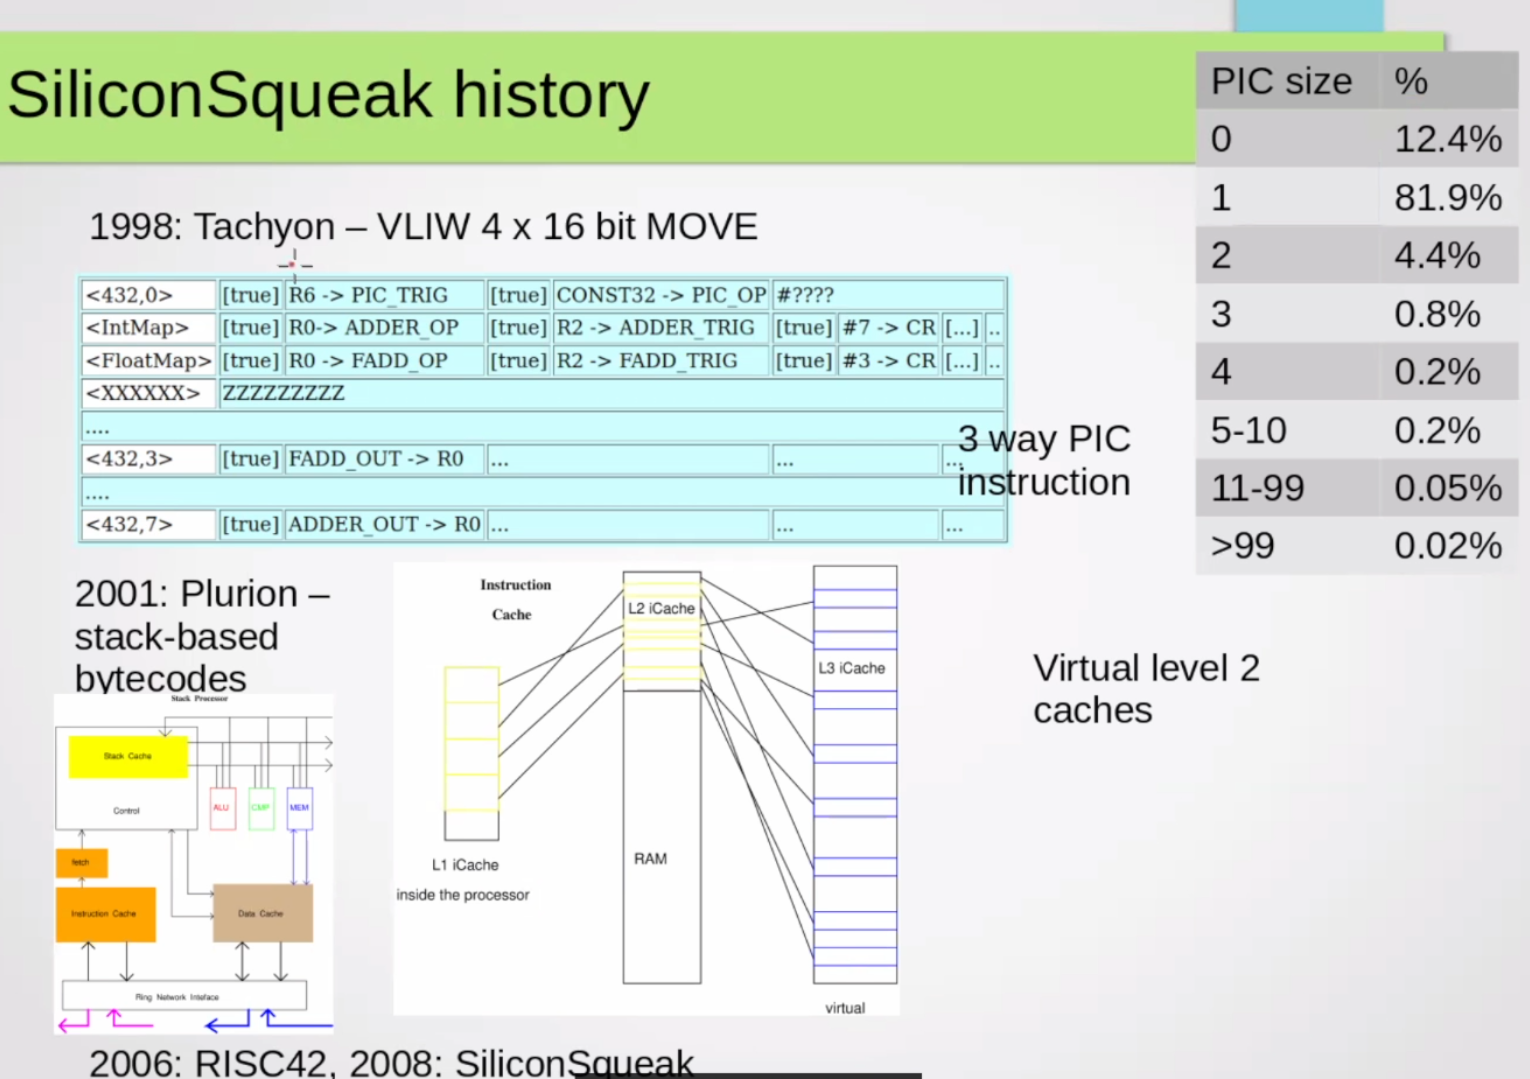 SiliconSqueak history
PIC size %
0 12.4%
1 81.9%
2 4.4%
3 0.8%
4 0.2%
5-10 0.2%
11-99 0.05%
>99 0.02%
1998: Tachyon – VLIW 4 x 16 bit MOVE
<432,0> [true] R6 -> PIC_TRIG [true] CONST32 -> PIC_OP #????
<IntMap> [true] R0-> ADDER_OP [true] R2 -> ADDER_TRIG [true] #7 -> CR [...] ..
<FloatMap> [true] R0 -> FADD_OP [true] R2 -> FADD_TRIG [true] #3 -> CR [...] ..
<XXXXXX> ZZZZZZZZZ
....
<432,3> [true] FADD_OUT -> R0 ... ... ...
....
<432,7> [true] ADDER_OUT -> R0 ... ... ...
3 way PIC
instruction
2001: Plurion –
stack-based
bytecodes
Stack Processor
Stack Cache
Control
ALU
CMP
MEM
fetch
Instruction Cache
Data Cache
Ring Network Inteface
Instruction
Cache
L2 iCache
L3 iCache
RAM
L1 iCache
inside the processor
virtual
Virtual level 2
caches
2006: RISC42, 2008: SiliconSqueak